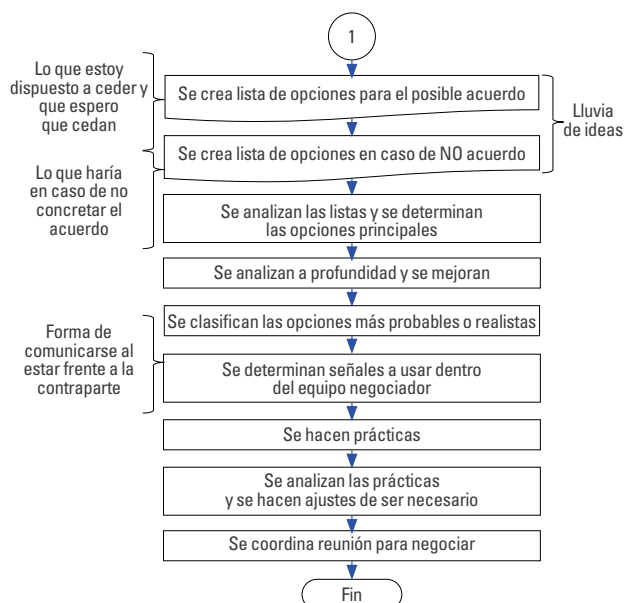 1
Lo que estoy
dispuesto a ceder y
que espero
que cedan
Se crea lista de opciones para el posible acuerdo
Lluvia
de ideas
Se crea lista de opciones en caso de NO acuerdo
Lo que haría
en caso de no
concretar el
acuerdo
Se analizan las listas y se determinan
las opciones principales
Se analizan a profundidad y se mejoran
Se clasifican las opciones más probables o realistas
Forma de
comunicarse al
estar frente a la
contraparte
Se determinan señales a usar dentro
del equipo negociador
Se hacen prácticas
Se analizan las prácticas
y se hacen ajustes de ser necesario
Se coordina reunión para negociar
Fin